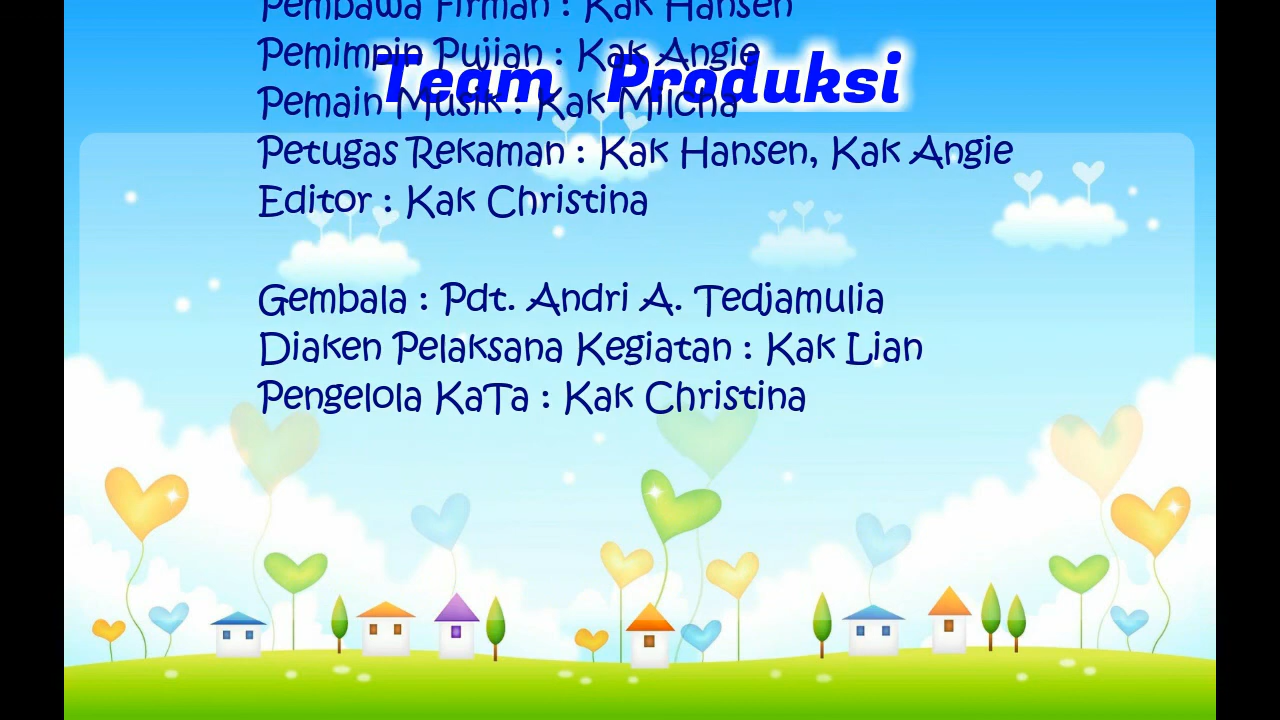 Pembawa Firman : Kak Hansen
Pemimpin Pujian : Kak Angie
Team Produksi
Pemain Musik : Kak Milcha
Petugas Rekaman : Kak Hansen, Kak Angie
Editor : Kak Christina
Gembala : Pdt. Andri A. Tedjamulia
Diaken Pelaksana Kegiatan : Kak Lian
Pengelola KaTa : Kak Christina